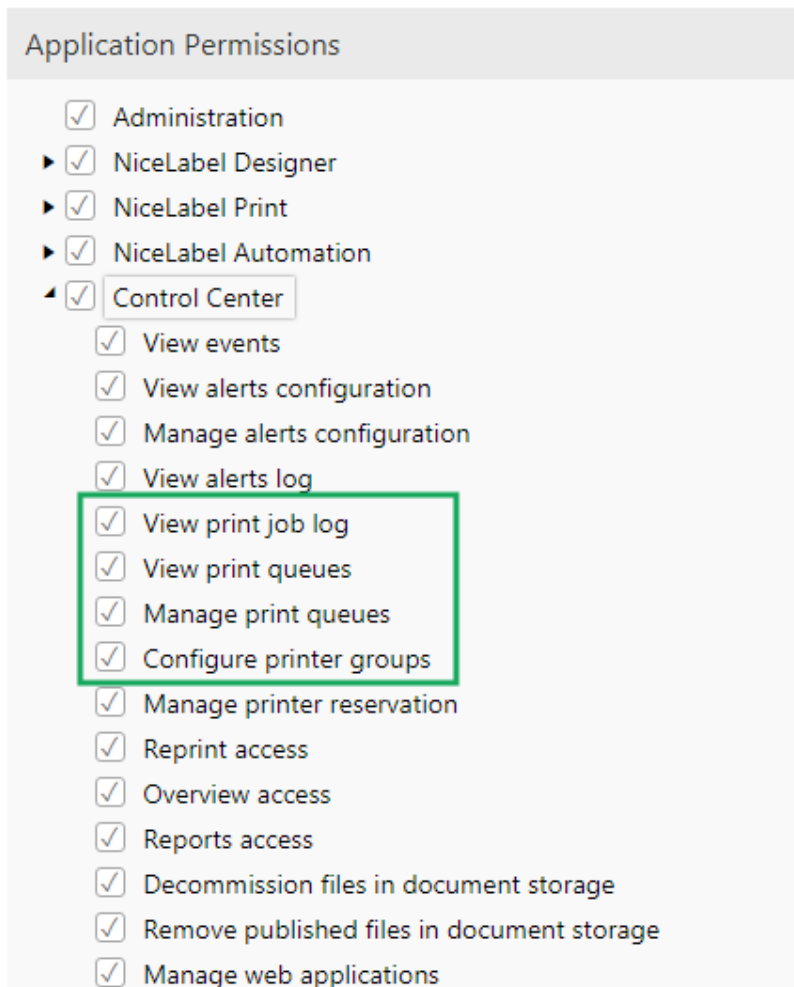 Application Permissions
Administration
NiceLabel Designer
NiceLabel Print
NiceLabel Automation
Control Center
View events
View alerts configuration
Manage alerts configuration
View alerts log
View print job log
View print queues
Manage print queues
Configure printer groups
Manage printer reservation
Reprint access
Overview access
Reports access
Decommission files in document storage
Remove published files in document storage
Manage web applications